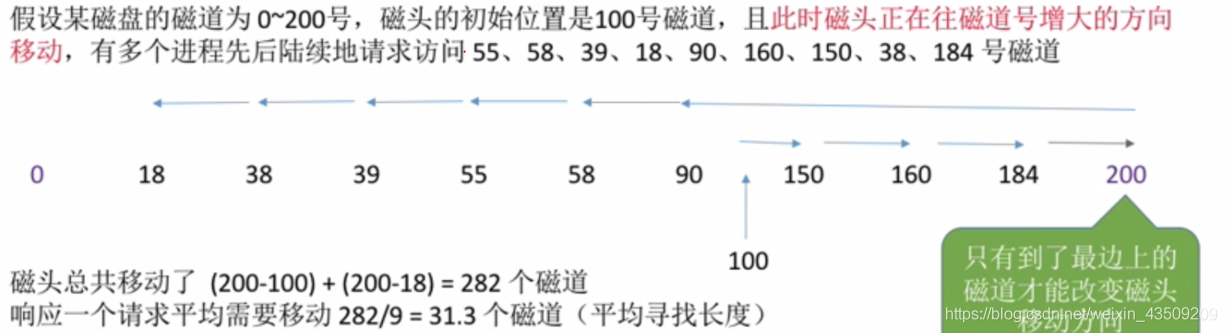 假设某磁盘的磁道为 0~200号，磁头的初始位置是100号磁道，且此时磁头正在往磁道号增大的方向
移动，有多个进程先后陆续地请求访问 55、58、39、18、90、160、150、38、184 号磁道
0 18 38 39 55 58 90 150 160 184 200
100
只有到了最边上的
磁道才能改变磁头
移动方向
磁头总共移动了 (200-100) + (200-18) = 282 个磁道
响应一个请求平均需要移动 282/9 = 31.3 个磁道（平均寻找长度）
https://blog.csdn.net/weixin_43509209